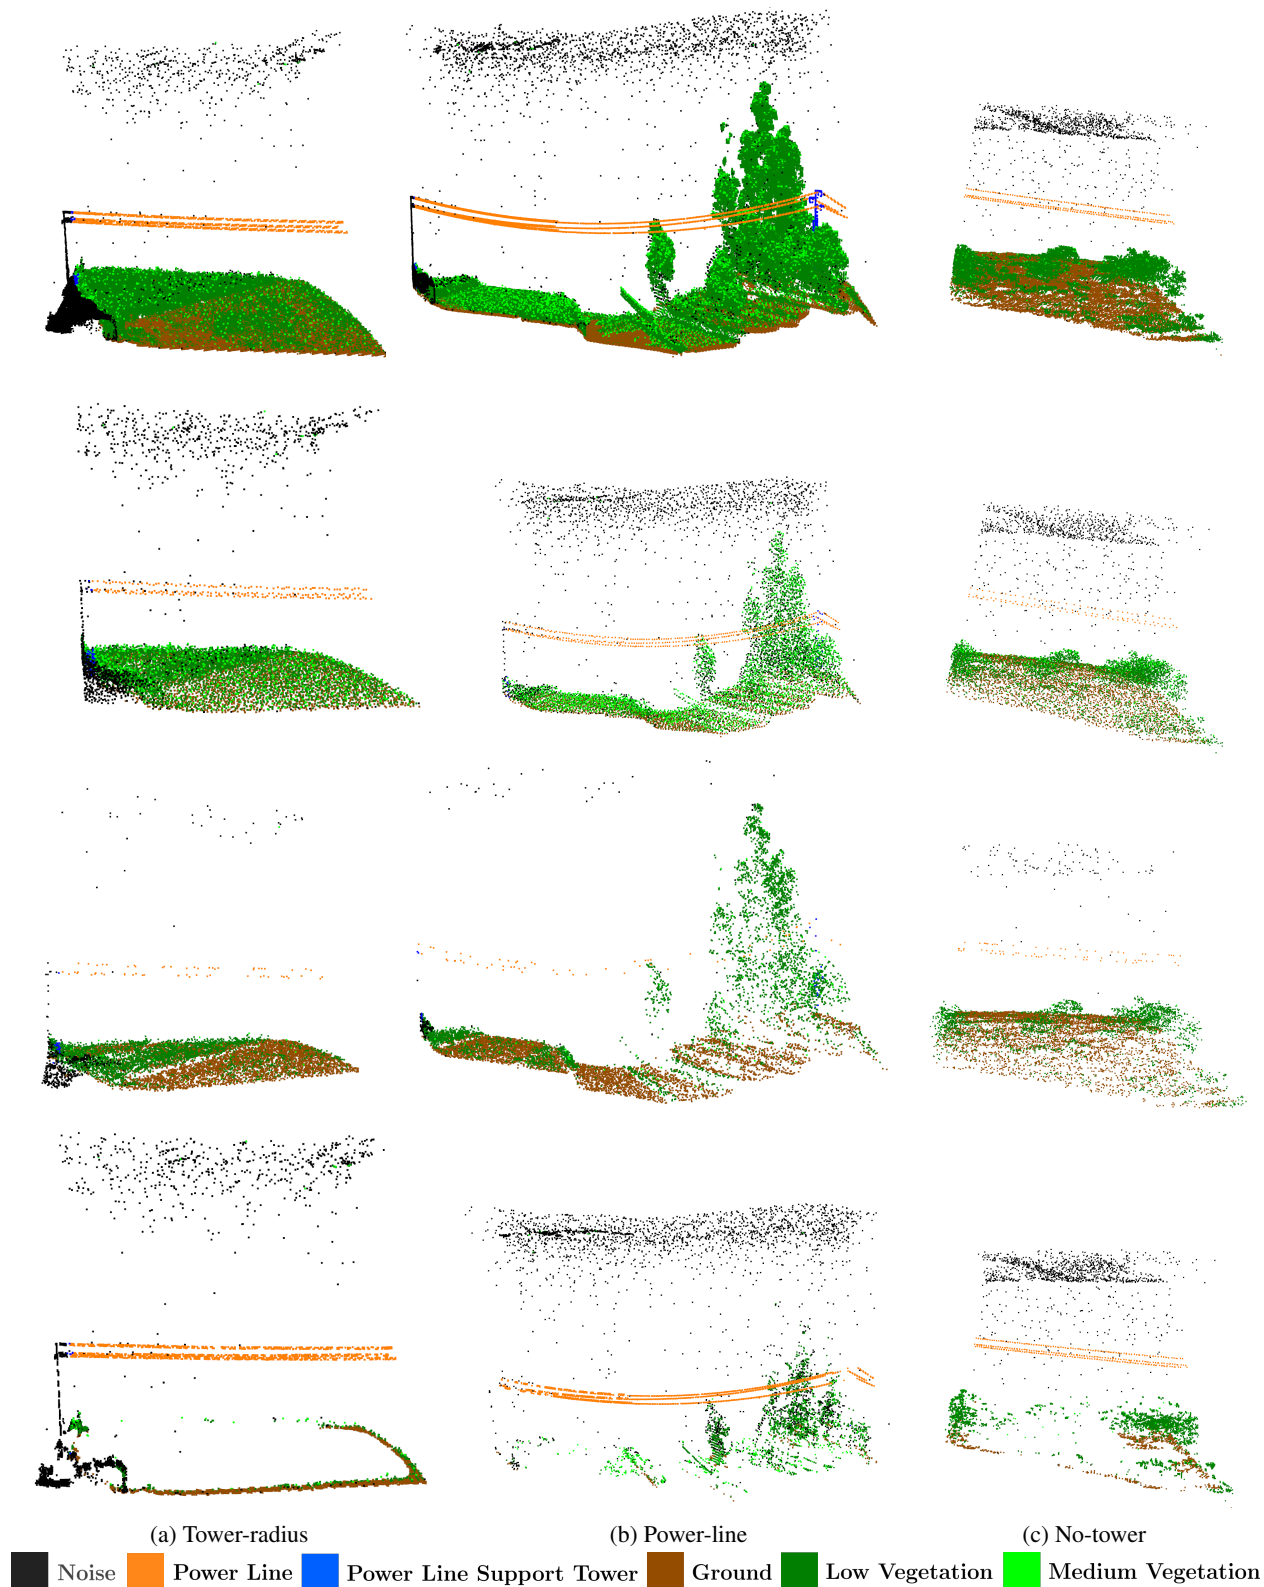 (a) Tower-radius
(b) Power-line
(c) No-tower
Noise
Power Line
Power Line Support Tower
Ground
Low Vegetation
Medium Vegetation